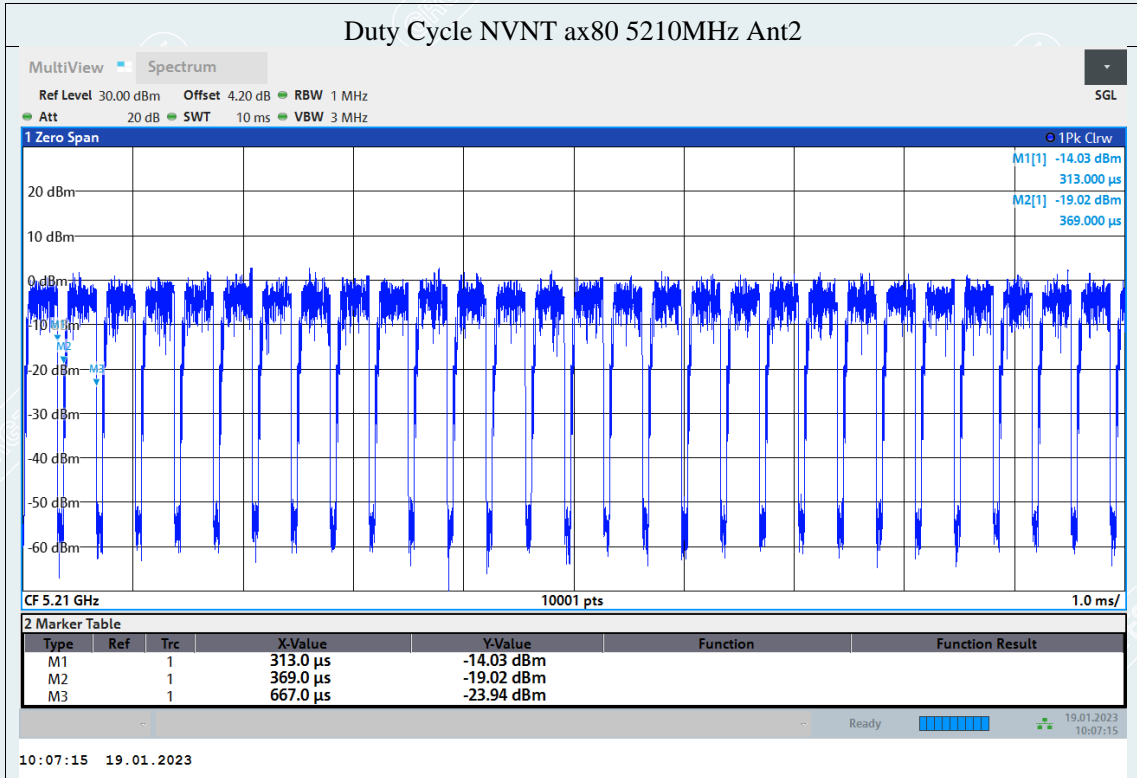 Duty Cycle NVNT ax80 5210MHz Ant2
MultiView Spectrum
Ref Level 30.00 dBm Offset 4.20 dB RBW 1 MHz
SGL
Att 20 dB SWT 10 ms VBW 3 MHz
1 Zero Span 1Pk Clrw
M1[1] -14.03 dBm
313.000 µs
20 dBm
M2[1] -19.02 dBm
369.000 µs
10 dBm
0 dBm
-10 dBm
M2
-20 dBm
M3
-30 dBm
-40 dBm
-50 dBm
-60 dBm
CF 5.21 GHz 10001 pts 1.0 ms/
2 Marker Table
Type Ref Trc X-Value Y-Value Function Function Result
M1 1 313.0 µs -14.03 dBm
M2 1 369.0 µs -19.02 dBm
M3 1 667.0 µs -23.94 dBm
Ready 19.01.2023
10:07:15
10:07:15 19.01.2023